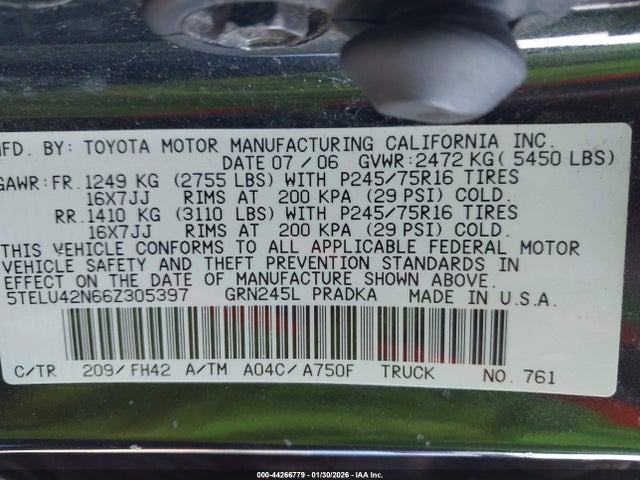 MFD. BY: TOYOTA MOTOR MANUFACTURING CALIFORNIA INC.
DATE 07 / 06 GVWR: 2472 KG( 5450 LBS)
GAWR: FR. 1249 KG (2755 LBS) WITH P245/75R16 TIRES
16X7JJ RIMS AT 200 KPA (29 PSI) COLD.
RR. 1410 KG (3110 LBS) WITH P245/75R16 TIRES
16X7JJ RIMS AT 200 KPA (29 PSI) COLD.
THIS VEHICLE CONFORMS TO ALL APPLICABLE FEDERAL MOTOR
VEHICLE SAFETY AND THEFT PREVENTION STANDARDS IN
EFFECT ON THE DATE OF MANUFACTURE SHOWN ABOVE.
5TELU42N66Z305397 GRN245L PRADKA MADE IN U.S.A.
C/TR 209/FH42 A/TM A04C/A750F TRUCK NO. 761
000-44266779 - 01/30/2026 - IAA Inc.